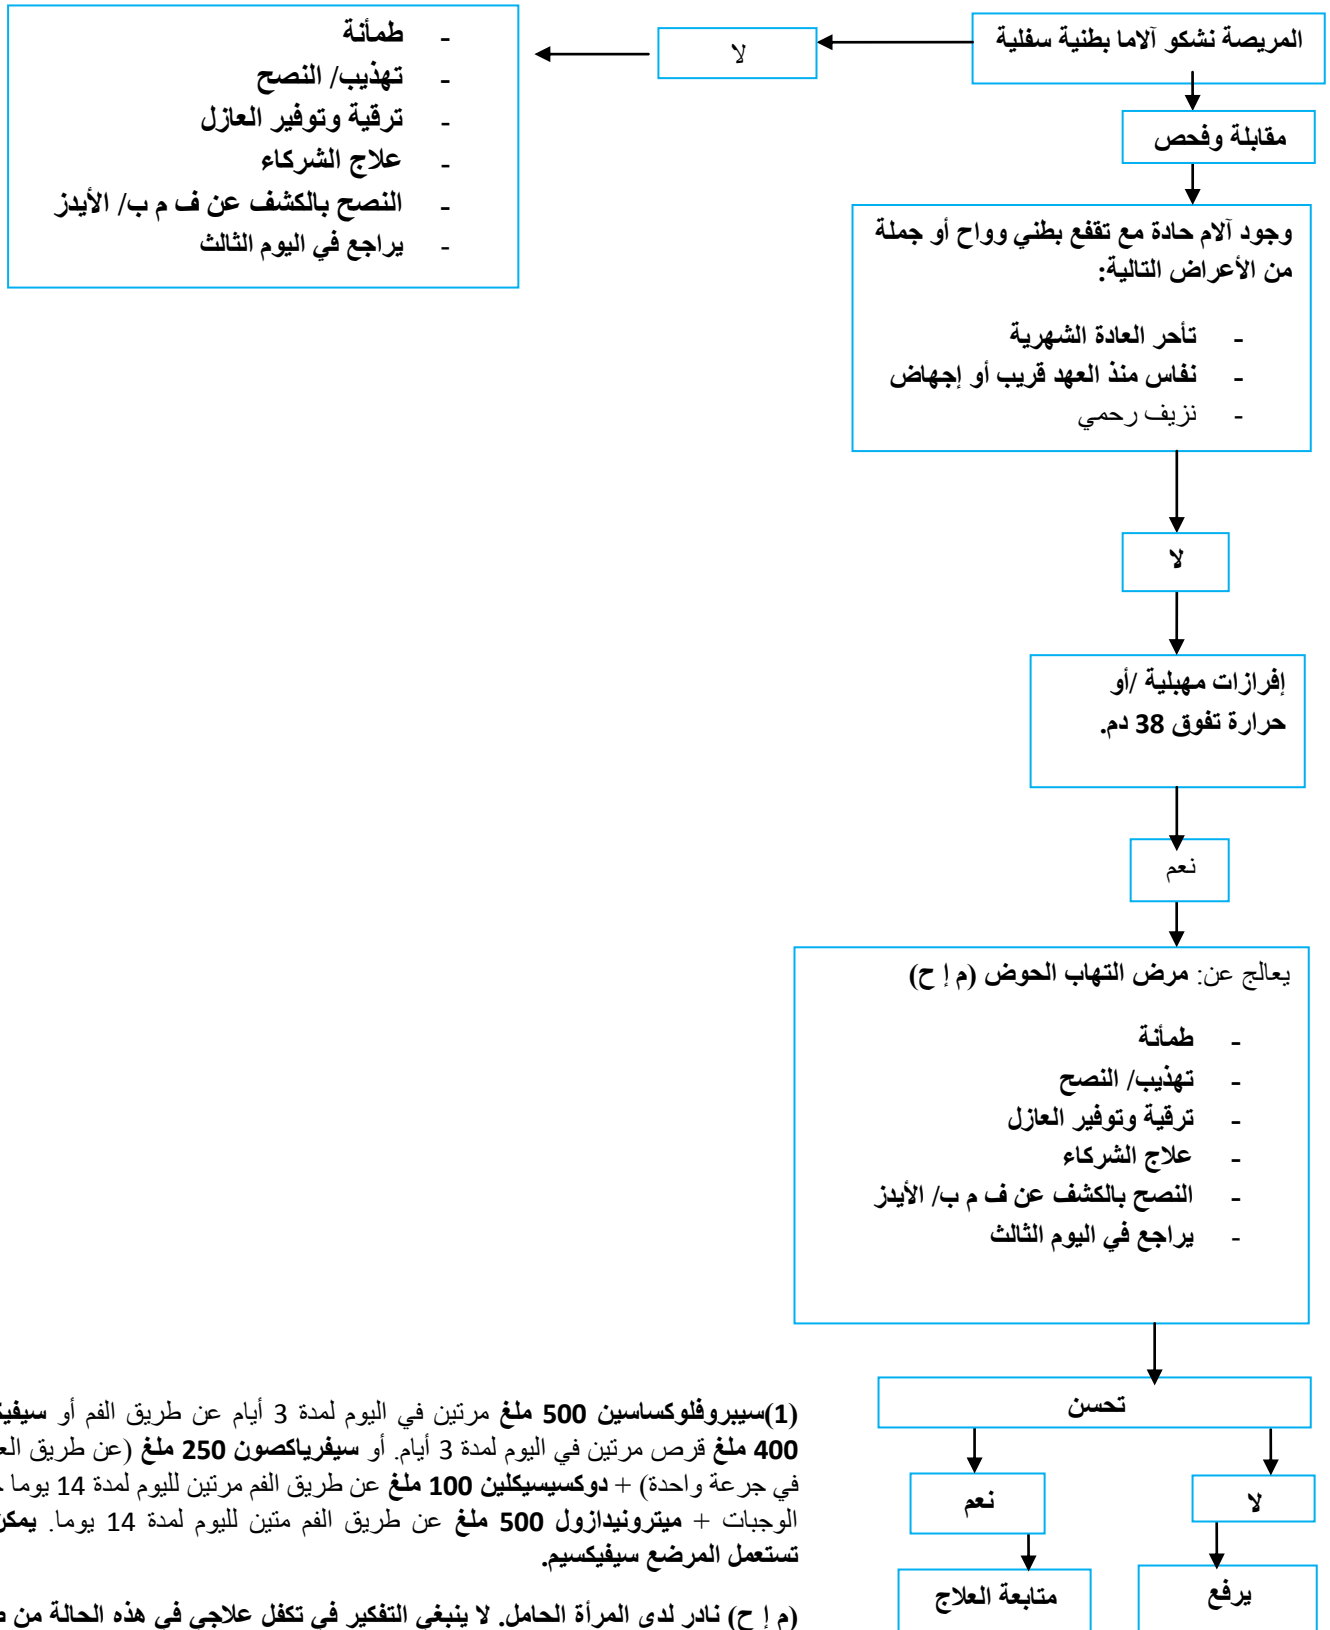 المريصة نشكو آلاما بطنية سفلية
لا
- طمأنة
- تهذيب/ النصح
- ترقية وتوفير العازل
- علاج الشركاء
- النصح بالكشف عن ف م ب/ الأيدز
- يراجع في اليوم الثالث
مقابلة وفحص
وجود آلام حادة مع تقفع بطني وواح أو جملة
من الأعراض التالية:
- تأحر العادة الشهرية
- نفاس منذ العهد قريب أو إجهاض
- نزيف رحمي
لا
إفرازات مهبلية /أو
حرارة تفوق 38 دم.
نعم
يعالج عن: مرض التهاب الحوض (م إ ح)
- طمأنة
- تهذيب/ النصح
- ترقية وتوفير العازل
- علاج الشركاء
- النصح بالكشف عن ف م ب/ الأيدز
- يراجع في اليوم الثالث
تحسن
نعم
لا
متابعة العلاج
يرفع
(1)سيبروفلوكساسين 500 ملغ مرتين في اليوم لمدة 3 أيام عن طريق الفم أو
400 ملغ قرص مرتين في اليوم لمدة 3 أيام. أو سيفرياكصون 250 ملغ (عن طريق
في جرعة واحدة) + دوكسيسيكلين 100 ملغ عن طريق الفم مرتين لليوم لمدة 14 يوما
الوجبات + ميترونيدازول 500 ملغ عن طريق الفم متين لليوم لمدة 14 يوما.
تستعمل المرضع سيفيكسيم.
(م إ ح) نادر لدى المرأة الحامل. لا ينبغي التفكير في تكفل علاجي في هذه الحالة من